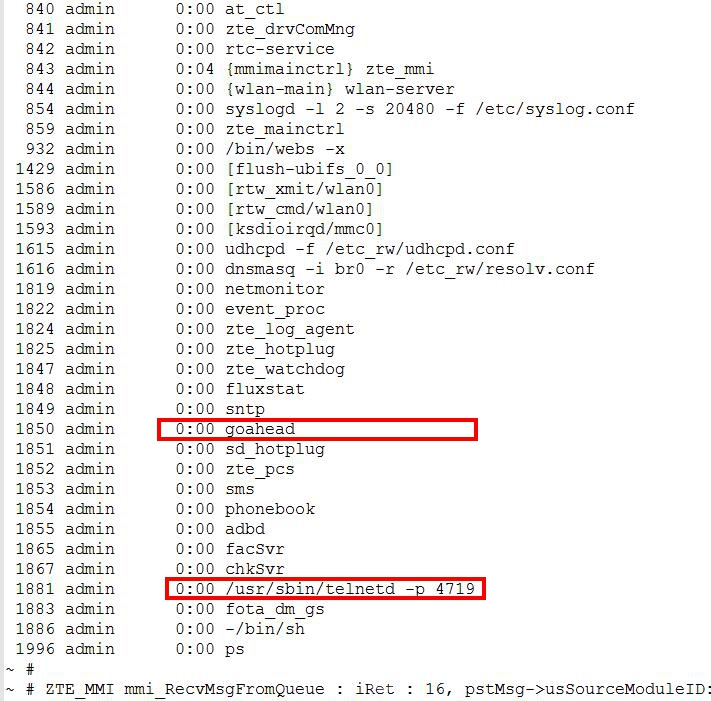 840 admin 0:00 at_ctl
841 admin 0:00 zte_drvComMng
842 admin 0:00 rtc-service
843 admin 0:04 {mmimainctrl} zte_mmi
844 admin 0:00 {wlan-main} wlan-server
854 admin 0:00 syslogd -l 2 -s 20480 -f /etc/syslog.conf
859 admin 0:00 zte_mainctrl
932 admin 0:00 /bin/webs -x
1429 admin 0:00 [flush-ubifs_0_0]
1586 admin 0:00 [rtw_xmit/wlan0]
1589 admin 0:00 [rtw_cmd/wlan0]
1593 admin 0:00 [ksdioirqd/mmc0]
1615 admin 0:00 udhcpd -f /etc_rw/udhcpd.conf
1616 admin 0:00 dnsmasq -i br0 -r /etc_rw/resolv.conf
1819 admin 0:00 netmonitor
1822 admin 0:00 event_proc
1824 admin 0:00 zte_log_agent
1825 admin 0:00 zte_hotplug
1847 admin 0:00 zte_watchdog
1848 admin 0:00 fluxstat
1849 admin 0:00 sntp
1850 admin 0:00 goahead
1851 admin 0:00 sd_hotplug
1852 admin 0:00 zte_pcs
1853 admin 0:00 sms
1854 admin 0:00 phonebook
1855 admin 0:00 adbd
1865 admin 0:00 facSvr
1867 admin 0:00 chkSvr
1881 admin 0:00 /usr/sbin/telnetd -p 4719
1883 admin 0:00 fota_dm_gs
1886 admin 0:00 -/bin/sh
1996 admin 0:00 ps
~ #
~ # ZTE_MMI mmi_RecvMsgFromQueue : iRet : 16, pstMsg->usSourceModuleID: